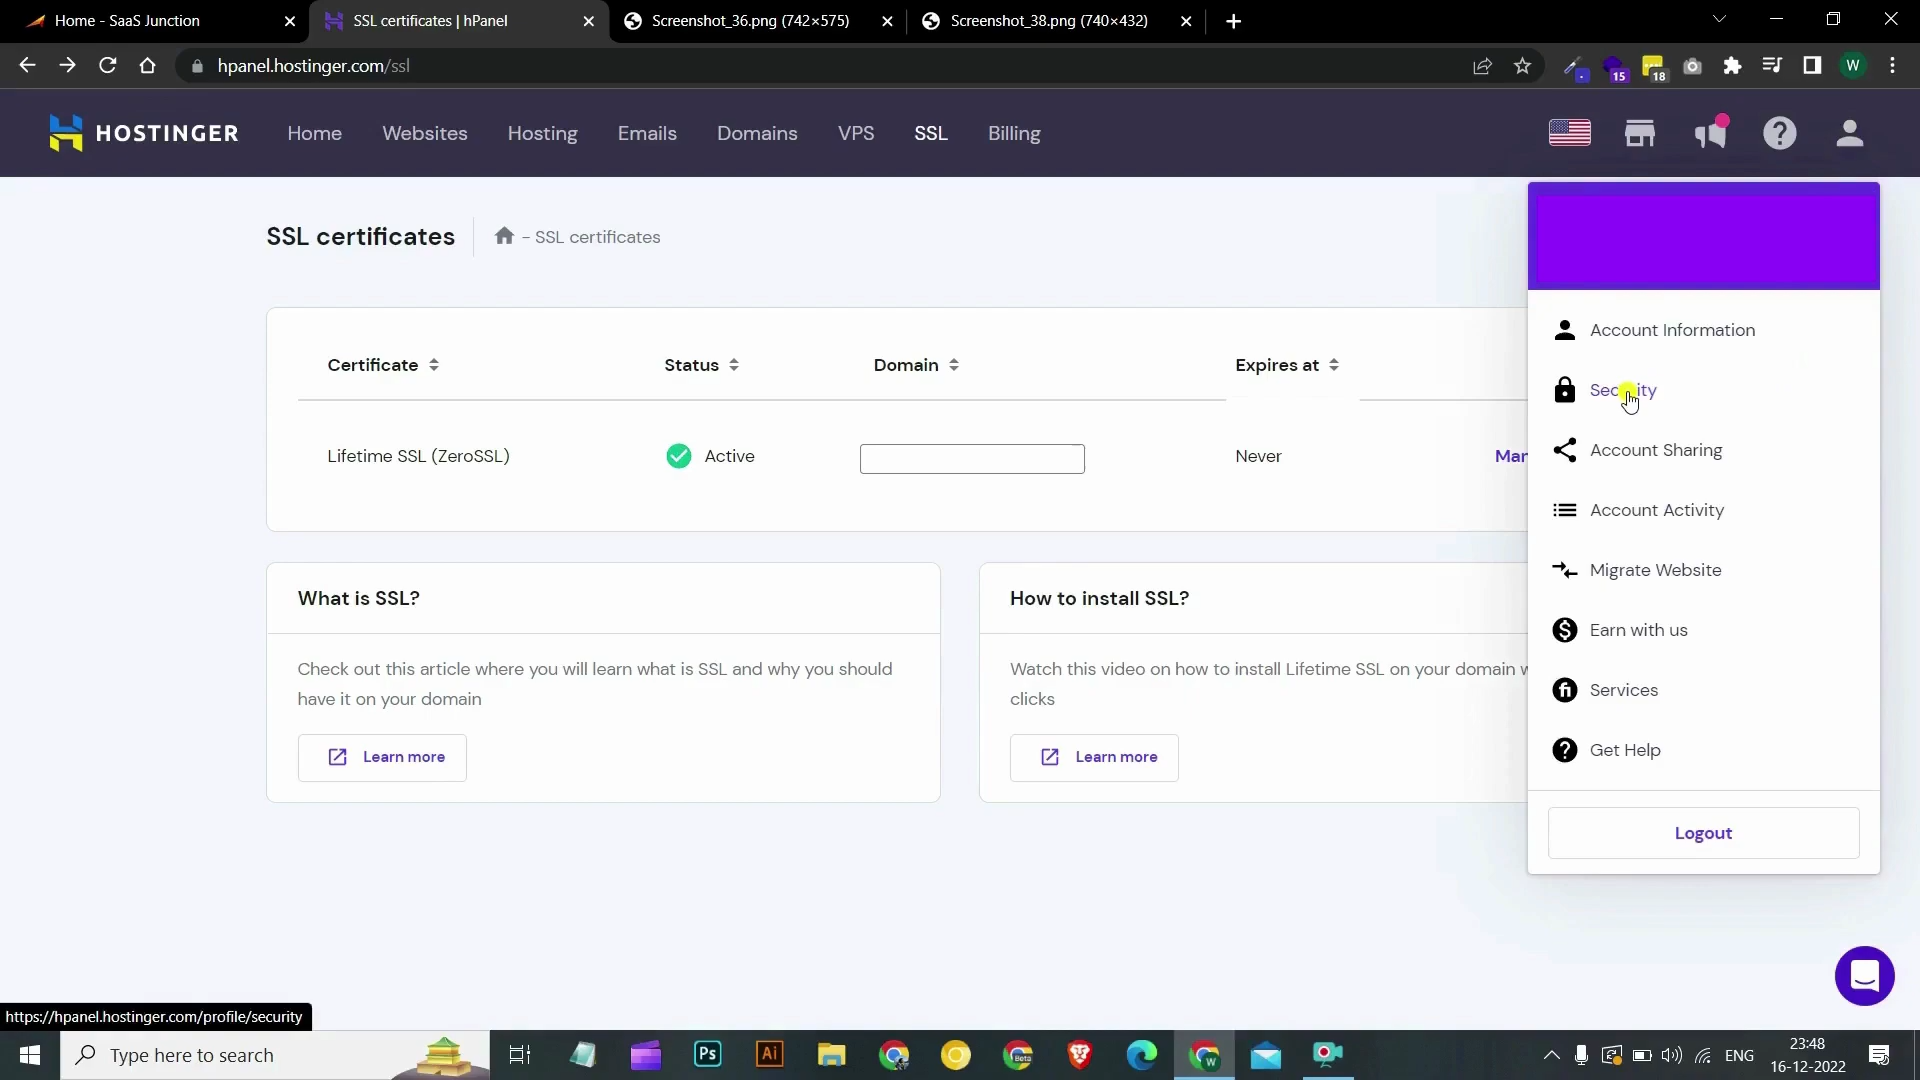 Home - SaaS Junction
SSL certificates | hPanel
Screenshot_36.png (742×575)
Screenshot_38.png (740×432)
hpanel.hostinger.com/ssl
15
18
W
HOSTINGER
Home
Websites
Hosting
Emails
Domains
VPS
SSL
Billing
SSL certificates
- SSL certificates
Certificate
Status
Domain
Expires at
Lifetime SSL (ZeroSSL)
Active
Never
Man
What is SSL?
Check out this article where you will learn what is SSL and why you should
have it on your domain
Learn more
How to install SSL?
Watch this video on how to install Lifetime SSL on your domain w
clicks
Learn more
Account Information
Security
Account Sharing
Account Activity
Migrate Website
Earn with us
Services
Get Help
Logout
https://hpanel.hostinger.com/profile/security
Type here to search
Ps
Ai
Beta
W
ENG
23:48
16-12-2022